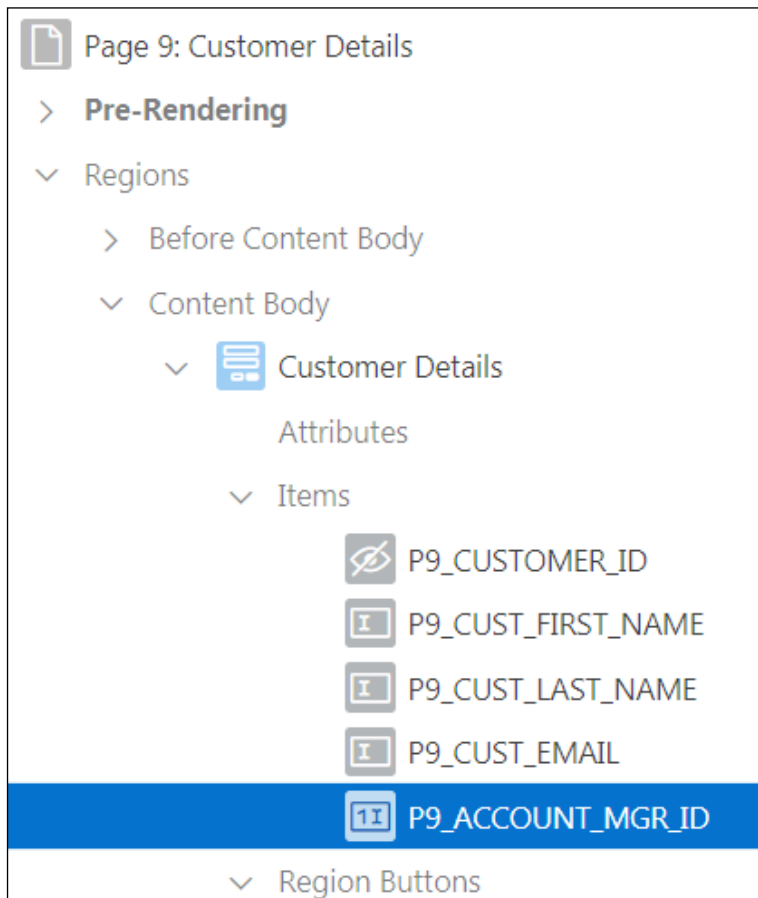 Page 9: Customer Details
Pre-Rendering
Regions
Before Content Body
Content Body
Customer Details
Attributes
Items
P9_CUSTOMER_ID
P9_CUST_FIRST_NAME
P9_CUST_LAST_NAME
P9_CUST_EMAIL
P9_ACCOUNT_MGR_ID
Region Buttons